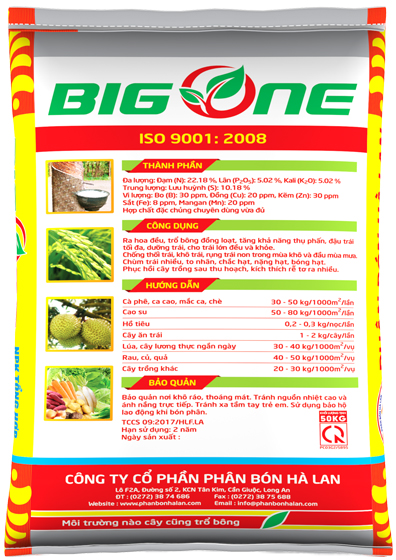 BIG ONE
ISO 9001: 2008
THÀNH PHẦN
Đa lượng: Đạm (N): 22.18 %, Lân (P₂O₅): 5.02 %, Kali (K₂O): 5.02 %
Trung lượng: Lưu huỳnh (S): 10.18 %
Vi lượng: Bo (B): 30 ppm, Đồng (Cu): 20 ppm, Kẽm (Zn): 30 ppm
Sắt (Fe): 8 ppm, Mangan (Mn): 20 ppm
Hợp chất đặc chủng chuyên dùng vừa đủ
CÔNG DỤNG
Ra hoa đều, trổ bông đồng loạt, tăng khả năng thụ phấn, đậu trái
tối đa, dưỡng trái, cho trái lớn đều và khỏe.
Chống thối trái, khô trái, rụng trái non trong mùa khô và đầu mùa mưa.
Chùm trái nhiều, to nhân, chắc hạt, nặng hạt, bóng hạt.
Phục hồi cây trồng sau thu hoạch, kích thích rễ tơ ra nhiều.
HƯỚNG DẪN
Cà phê, ca cao, mắc ca, chè 30 - 50 kg/1000m²/lần
Cao su 50 - 80 kg/1000m²/lần
Hồ tiêu 0,2 - 0,3 kg/nọc/lần
Cây ăn trái 1 - 2 kg/cây/lần
Lúa, cây lương thực ngắn ngày 30 - 40 kg/1000m²/vụ
Rau, củ, quả 40 - 50 kg/1000m²/vụ
Cây trồng khác 20 - 30 kg/1000m²/vụ
BẢO QUẢN
Bảo quản nơi khô ráo, thoáng mát. Tránh nguồn nhiệt cao và
ánh nắng trực tiếp. Tránh xa tầm tay trẻ em. Sử dụng bảo hộ
lao động khi bón phân.
TCCS 09:2017/HLF.LA
Hạn sử dụng: 2 năm
Ngày sản xuất :
50KG
NPK TỔNG HỢP
CÔNG TY CỔ PHẦN PHÂN BÓN HÀ LAN
Lô F2A, Đường số 2, KCN Tân Kim, Cần Giuộc, Long An
ĐT : (0272) 38 74 686 Fax : (0272) 38 75 688
Website : www.phanbonhalan.com Email : info@phanbonhalan.com
Môi trường nào cây cũng trổ bông